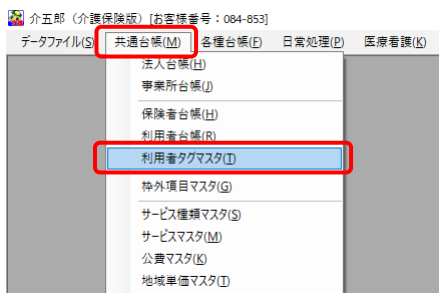 介五郎（介護保険版）[お客様番号：084-853]
データファイル(S) 共通台帳(M) 各種台帳(F) 日常処理(P) 医療看護(K)
法人台帳(H)
事業所台帳(J)
保険者台帳(H)
利用者台帳(R)
利用者タグマスタ(T)
枠外項目マスタ(G)
サービス種類マスタ(S)
サービスマスタ(M)
公費マスタ(K)
地域単価マスタ(T)